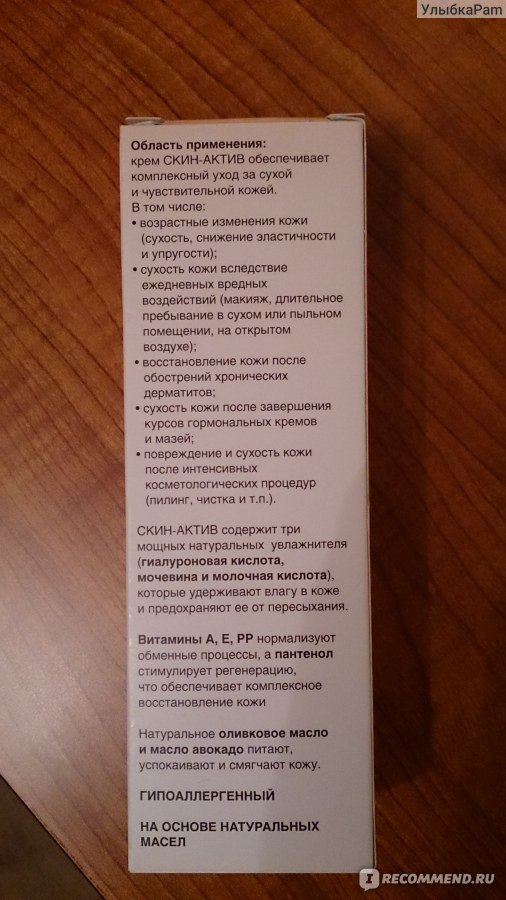 УлыбкаРam
Область применения:
крем СКИН-АКТИВ обеспечивает
комплексный уход за сухой
и чувствительной кожей.
В том числе:
• возрастные изменения кожи
(сухость, снижение эластичности
и упругости);
• сухость кожи вследствие
ежедневных вредных
воздействий (макияж, длительное
пребывание в сухом или пыльном
помещении, на открытом
воздухе);
• восстановление кожи после
обострений хронических
дерматитов;
• сухость кожи после завершения
курсов гормональных кремов
и мазей;
• повреждение и сухость кожи
после интенсивных
косметологических процедур
(пилинг, чистка и т.п.).
СКИН-АКТИВ содержит три
мощных натуральных увлажнителя
(гиалуроновая кислота,
мочевина и молочная кислота),
которые удерживают влагу в коже
и предохраняют ее от пересыхания.
Витамины А, Е, РР нормализуют
обменные процессы, а пантенол
стимулирует регенерацию,
что обеспечивает комплексное
восстановление кожи
Натуральное оливковое масло
и масло авокадо питают,
успокаивают и смягчают кожу.
ГИПОАЛЛЕРГЕННЫЙ
НА ОСНОВЕ НАТУРАЛЬНЫХ
МАСЕЛ
IRECOMMEND.RU